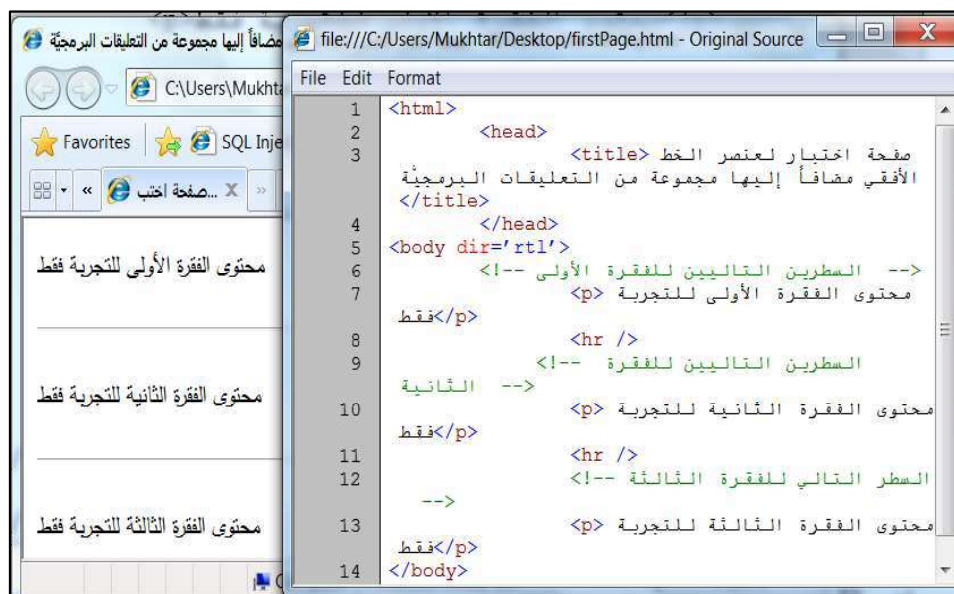 مضافاً إليها مجموعة من التعليقات البرمجيَّة
C:\Users\Mukhta
Favorites
SQL Inje
صفحة اختب...
محتوى الفقرة الأولى للتجربة فقط
محتوى الفقرة الثانية للتجربة فقط
محتوى الفقرة الثالثة للتجربة فقط
file:///C:/Users/Mukhtar/Desktop/firstPage.html - Original Source
File Edit Format
1 <html>
2 <head>
3 <title> صفحة اختبار لعنصر الخط
الأفقي مضافاً إليها مجموعة من التعليقات البرمجيَّة
</title>
4 </head>
5 <body dir='rtl'>
6 <!-- السطرين التاليين للفقرة الأولى -->
7 <p> محتوى الفقرة الأولى للتجربة
فقط</p>
8 <hr />
9 <!-- السطرين التاليين للفقرة
الثانية -->
10 <p> محتوى الفقرة الثانية للتجربة
فقط</p>
11 <hr />
12 <!-- السطر التالي للفقرة الثالثة
-->
13 <p> محتوى الفقرة الثالثة للتجربة
فقط</p>
14 </body>